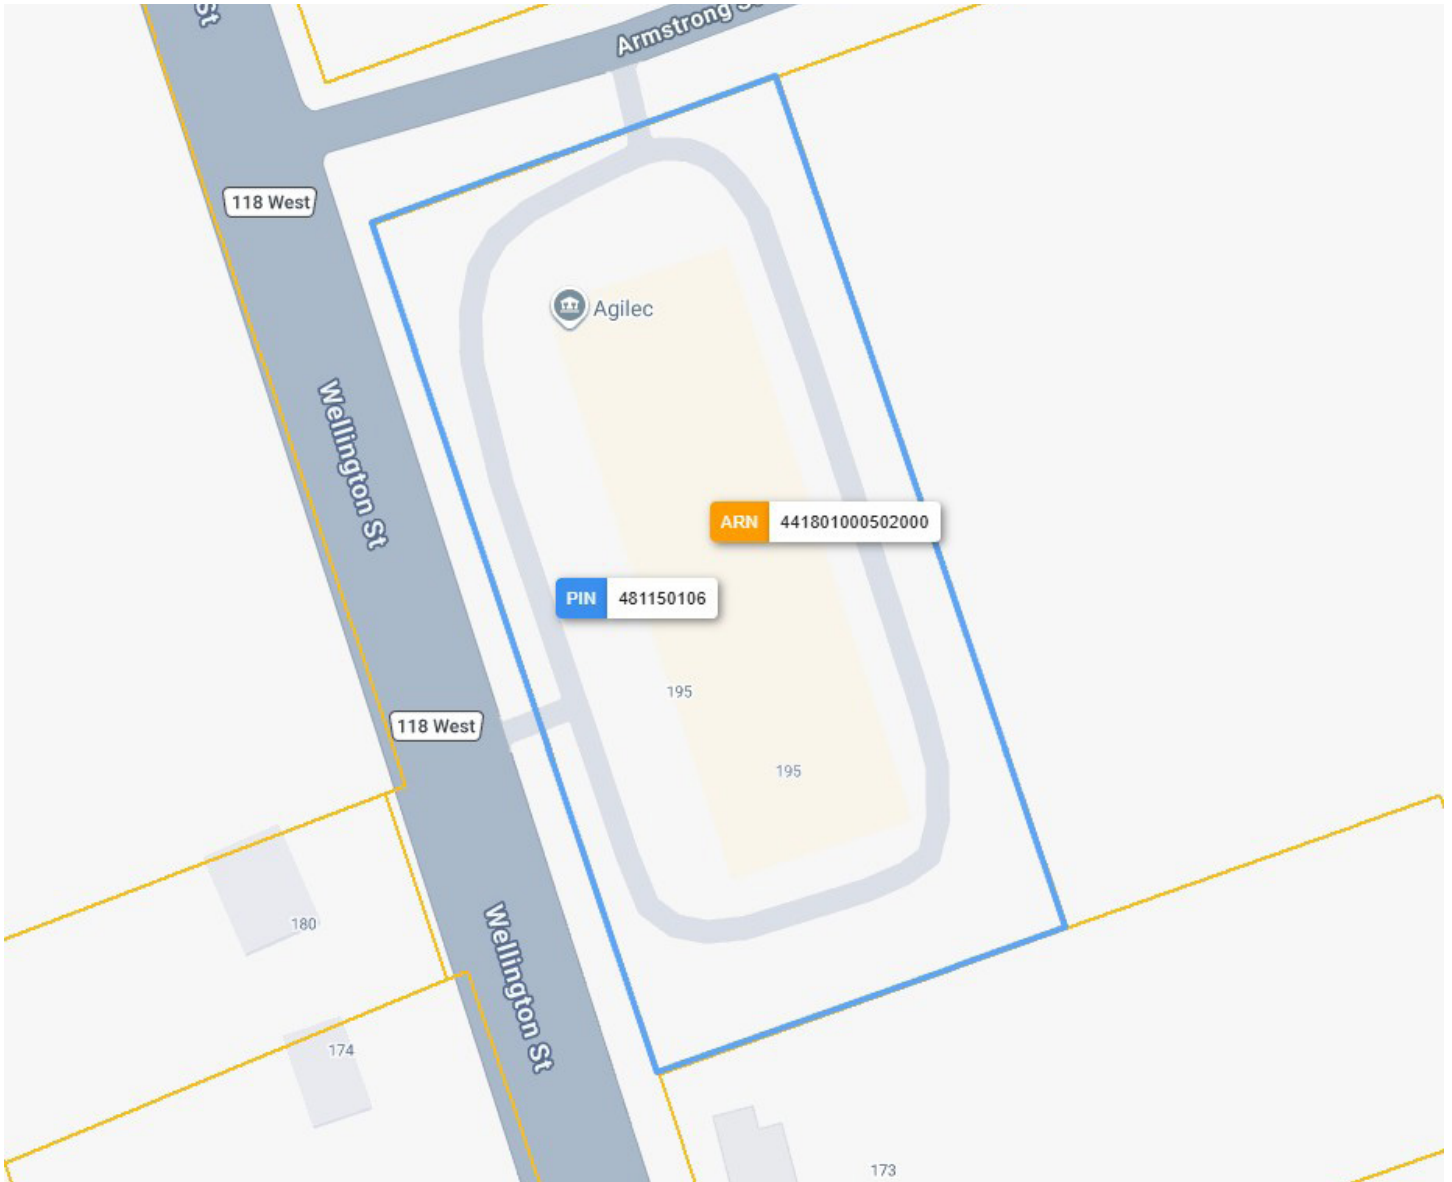 St
Armstrong
118 West
Agilec
Wellington St
ARN 441801000502000
PIN 481150106
195
118 West
195
180
Wellington St
174
173